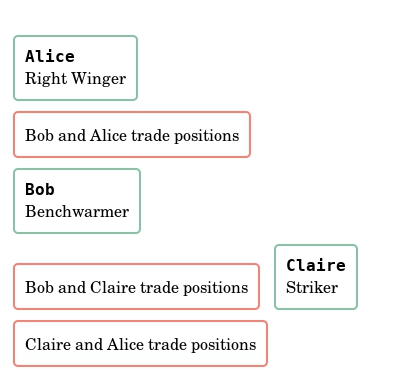 Alice
Right Winger
Bob and Alice trade positions
Bob
Benchwarmer
Bob and Claire trade positions
Claire
Striker
Claire and Alice trade positions